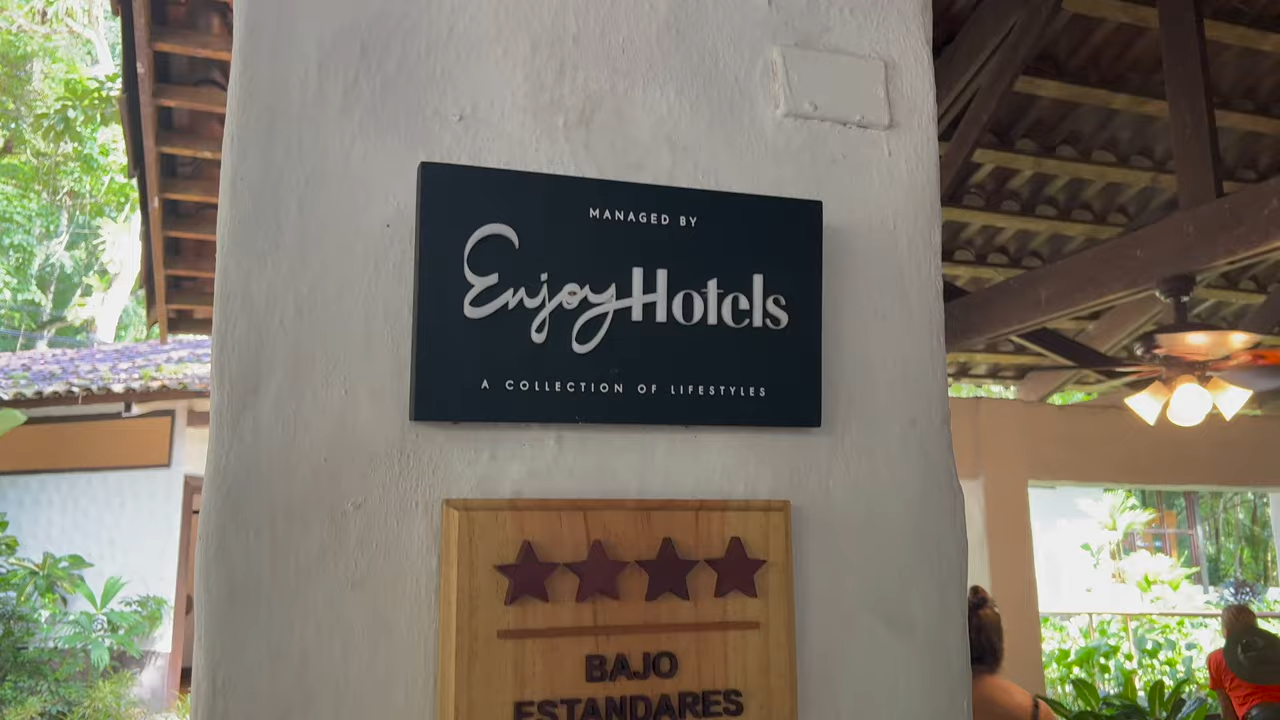 MANAGED BY
Enjoy Hotels
A COLLECTION OF LIFESTYLES
BAJO
ESTANDARES